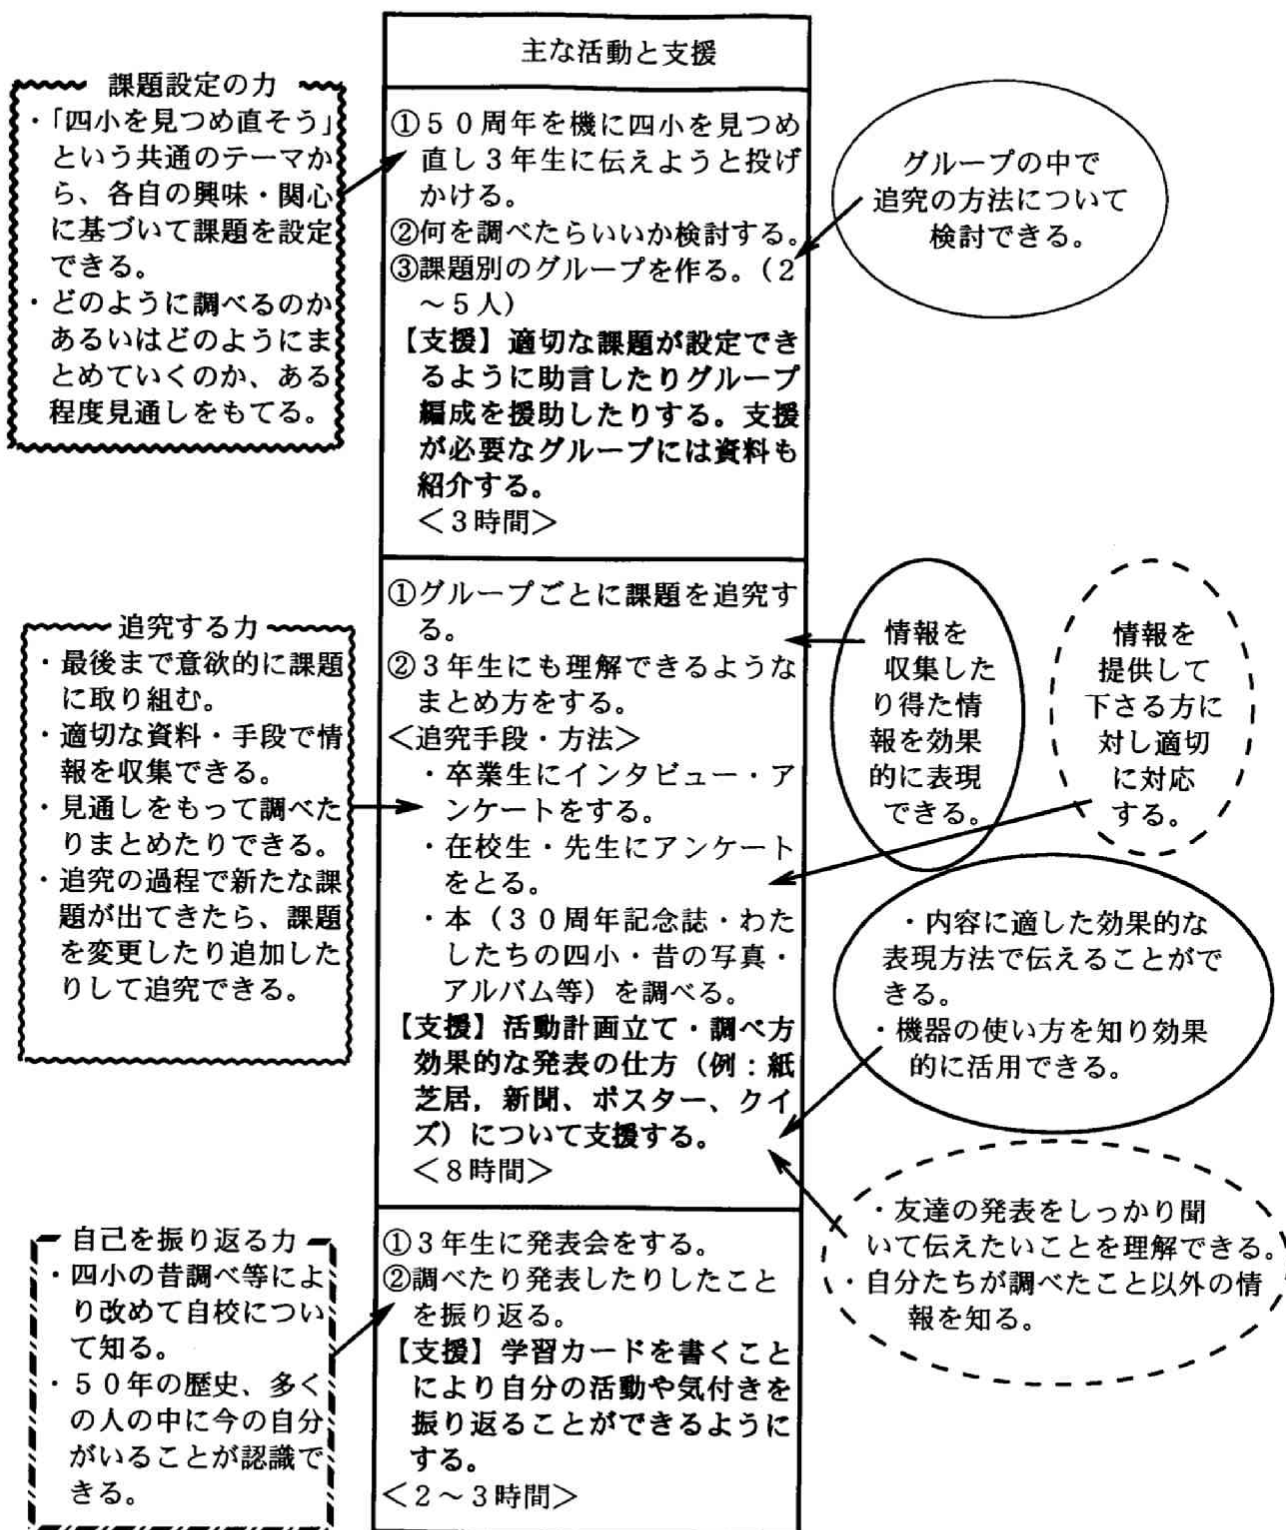 主な活動と支援
課題設定の力
・「四小を見つめ直そう」
という共通のテーマか
ら、各自の興味・関心
に基づいて課題を設定
できる。
・どのように調べるのか
あるいはどのようにま
とめていくのか、ある
程度見通しをもてる。
①50周年を機に四小を見つめ
直し3年生に伝えようと投げ
かける。
②何を調べたらいいか検討する。
③課題別のグループを作る。（2
～5人）
【支援】適切な課題が設定でき
るように助言したりグループ
編成を援助したりする。支援
が必要なグループには資料も
紹介する。
＜3時間＞
グループの中で
追究の方法について
検討できる。
追究する力
・最後まで意欲的に課題
に取り組む。
・適切な資料・手段で情
報を収集できる。
・見通しをもって調べた
りまとめたりできる。
・追究の過程で新たな課
題が出てきたら、課題
を変更したり追加した
りして追究できる。
①グループごとに課題を追究す
る。
②3年生にも理解できるような
まとめ方をする。
＜追究手段・方法＞
・卒業生にインタビュー・ア
ンケートをする。
・在校生・先生にアンケート
をとる。
・本（30周年記念誌・わた
したちの四小・昔の写真・
アルバム等）を調べる。
【支援】活動計画立て・調べ方
効果的な発表の仕方（例：紙
芝居，新聞、ポスター、クイ
ズ）について支援する。
＜8時間＞
情報を
収集した
り得た情
報を効果
的に表現
できる。
情報を
提供して
下さる方に
対し適切
に対応
する。
・内容に適した効果的な
表現方法で伝えることがで
きる。
・機器の使い方を知り効果
的に活用できる。
・友達の発表をしっかり聞
いて伝えたいことを理解できる。
・自分たちが調べたこと以外の情
報を知る。
自己を振り返る力
・四小の昔調べ等によ
り改めて自校につい
て知る。
・50年の歴史、多く
の人の中に今の自分
がいることが認識で
きる。
①3年生に発表会をする。
②調べたり発表したりしたこと
を振り返る。
【支援】学習カードを書くこと
により自分の活動や気付きを
振り返ることができるように
する。
＜2～3時間＞